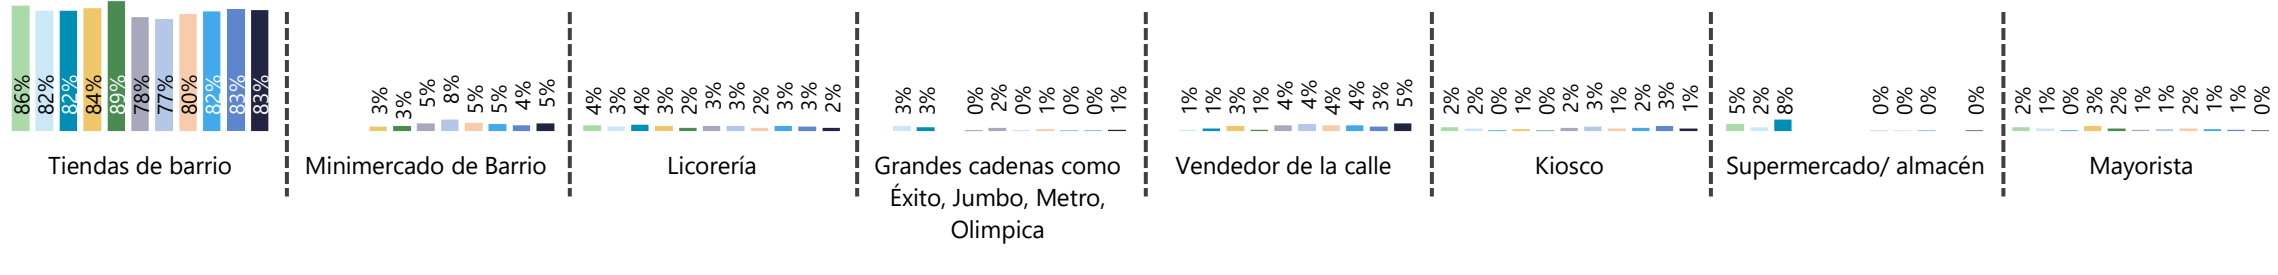 86% 82% 82% 84% 89% 78% 77% 80% 82% 83% 83%
Tiendas de barrio
3% 3% 5% 8% 5% 5% 4% 5%
Minimercado de Barrio
4% 3% 4% 3% 2% 3% 3% 2% 3% 3% 2%
Licorería
3% 3% 0% 2% 0% 1% 0% 0% 1%
Grandes cadenas como
Éxito, Jumbo, Metro,
Olimpica
1% 1% 3% 1% 4% 4% 4% 4% 3% 5%
Vendedor de la calle
2% 2% 0% 1% 0% 2% 3% 1% 2% 3% 1%
Kiosco
5% 2% 8% 0% 0% 0% 0%
Supermercado/ almacén
2% 1% 0% 3% 2% 1% 1% 2% 1% 1% 0%
Mayorista